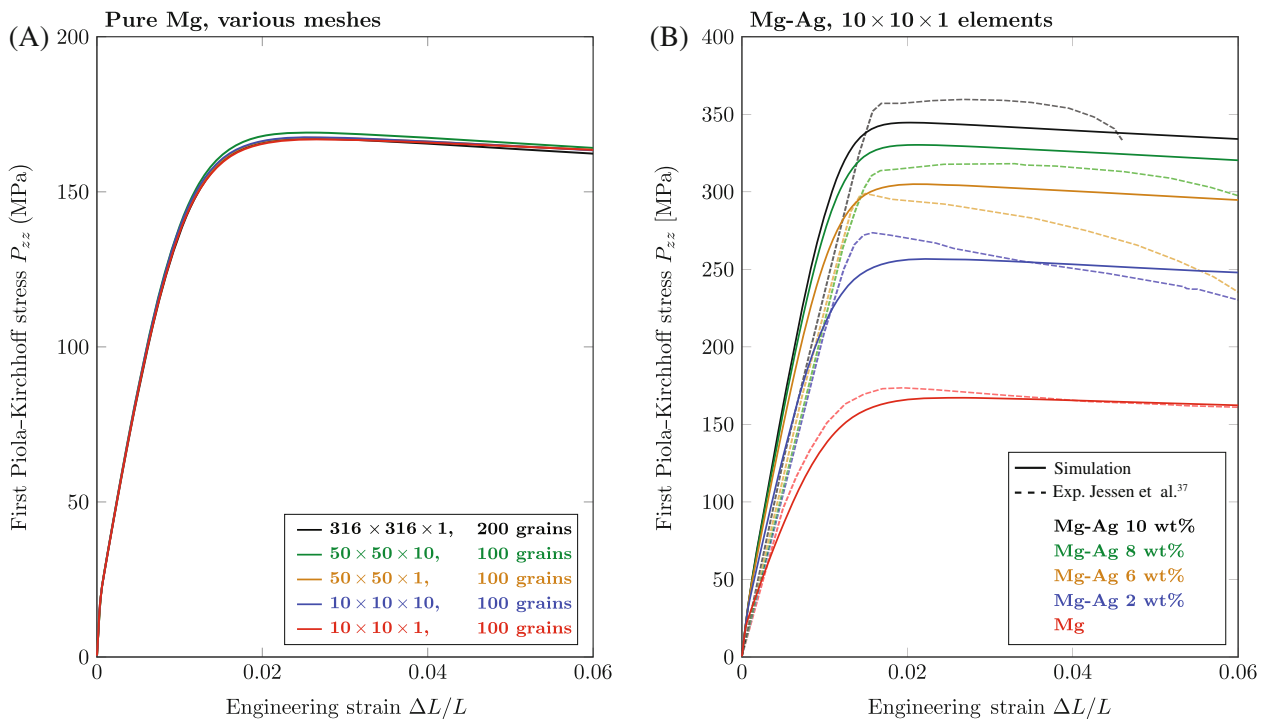 (A) Pure Mg, various meshes
200
150
100
50
0
0 0.02 0.04 0.06
First Piola–Kirchhoff stress P_zz (MPa)
Engineering strain ΔL/L
316 × 316 × 1, 200 grains
50 × 50 × 10, 100 grains
50 × 50 × 1, 100 grains
10 × 10 × 10, 100 grains
10 × 10 × 1, 100 grains
(B) Mg-Ag, 10 × 10 × 1 elements
400
350
300
250
200
150
100
50
0
0 0.02 0.04 0.06
First Piola–Kirchhoff stress P_zz [MPa]
Engineering strain ΔL/L
Simulation
Exp. Jessen et al.³⁷
Mg-Ag 10 wt%
Mg-Ag 8 wt%
Mg-Ag 6 wt%
Mg-Ag 2 wt%
Mg